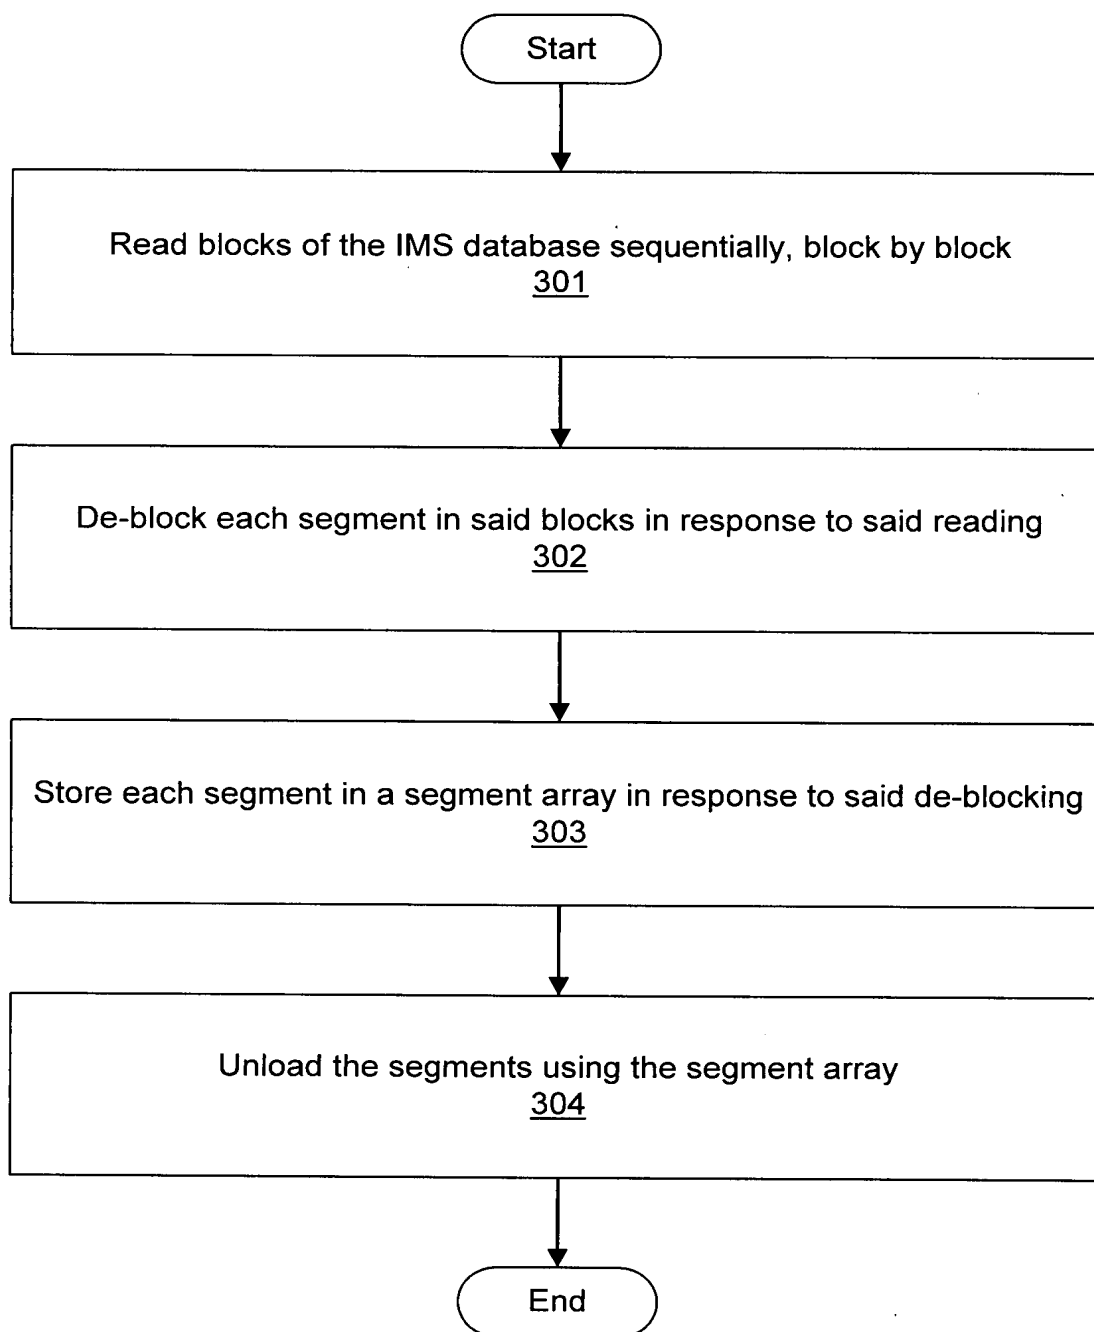 Start
Read blocks of the IMS database sequentially, block by block
301
De-block each segment in said blocks in response to said reading
302
Store each segment in a segment array in response to said de-blocking
303
Unload the segments using the segment array
304
End